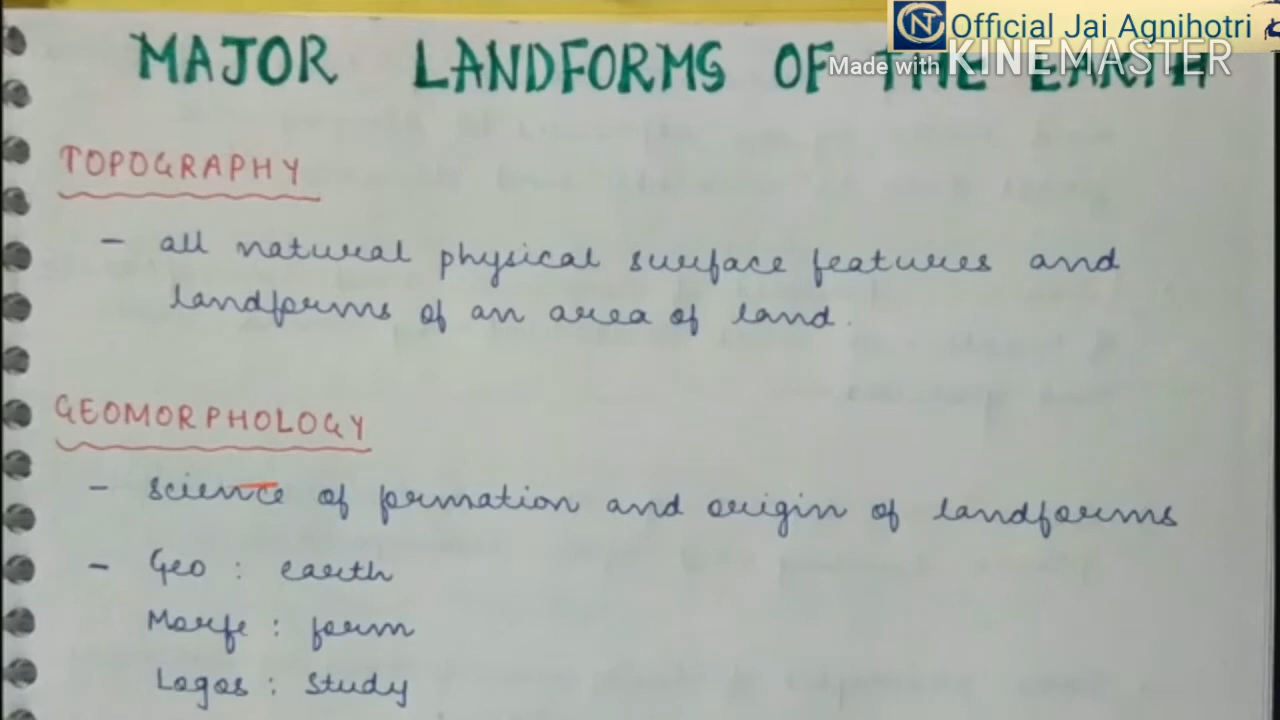 Official Jai Agnihotri
Made with KINEMASTER
MAJOR LANDFORMS OF THE EARTH
TOPOGRAPHY
- all natural physical surface features and
landforms of an area of land.
GEOMORPHOLOGY
- science of formation and origin of landforms
- Geo : earth
Morfe : form
Logos : study